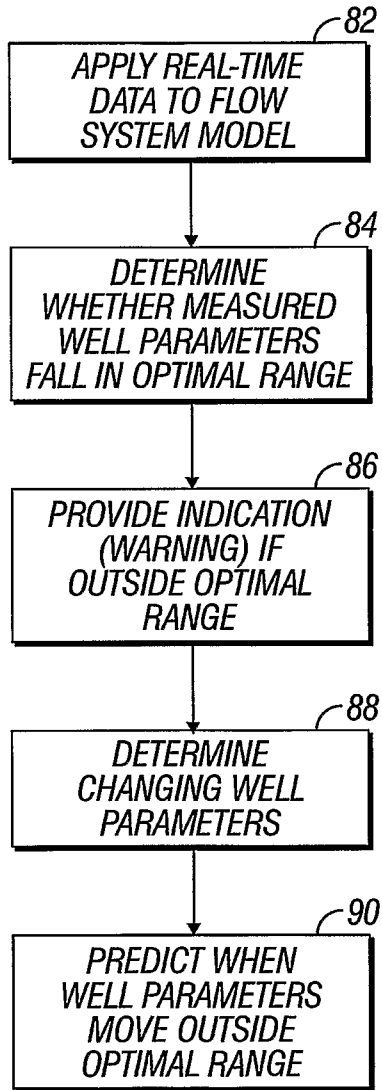 82
APPLY REAL-TIME
DATA TO FLOW
SYSTEM MODEL
84
DETERMINE
WHETHER MEASURED
WELL PARAMETERS
FALL IN OPTIMAL RANGE
86
PROVIDE INDICATION
(WARNING) IF
OUTSIDE OPTIMAL
RANGE
88
DETERMINE
CHANGING WELL
PARAMETERS
90
PREDICT WHEN
WELL PARAMETERS
MOVE OUTSIDE
OPTIMAL RANGE